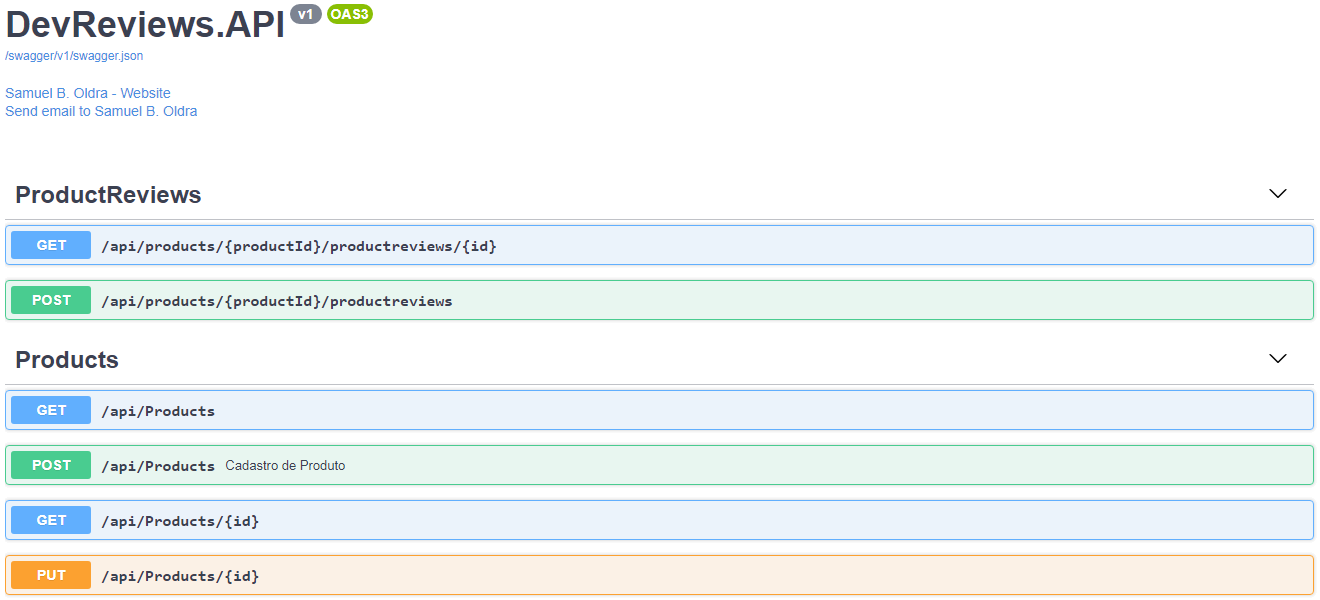 DevReviews.API v1 OAS3
/swagger/v1/swagger.json
Samuel B. Oldra - Website
Send email to Samuel B. Oldra
ProductReviews
GET /api/products/{productId}/productreviews/{id}
POST /api/products/{productId}/productreviews
Products
GET /api/Products
POST /api/Products Cadastro de Produto
GET /api/Products/{id}
PUT /api/Products/{id}